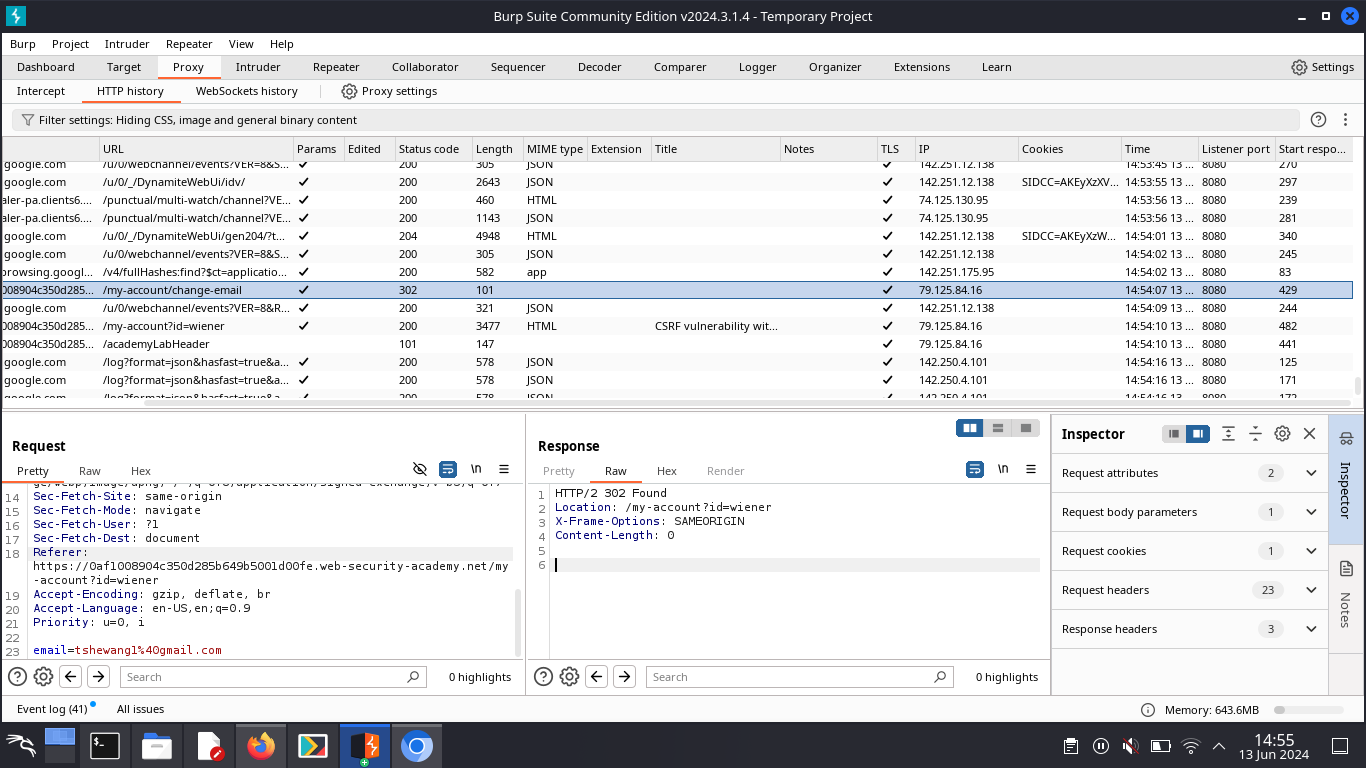 Burp Suite Community Edition v2024.3.1.4 - Temporary Project
Burp Project Intruder Repeater View Help
Dashboard Target Proxy Intruder Repeater Collaborator Sequencer Decoder Comparer Logger Organizer Extensions Learn Settings
Intercept HTTP history WebSockets history Proxy settings
Filter settings: Hiding CSS, image and general binary content
URL Params Edited Status code Length MIME type Extension Title Notes TLS IP Cookies Time Listener port Start respo...
google.com /u/0/webchannel/events?VER=8&S... 200 305 JSON 142.251.12.138 14:53:45 13 ... 8080 270
google.com /u/0/_/DynamiteWebUi/idv/ 200 2643 JSON 142.251.12.138 SIDCC=AKEyXzXV... 14:53:55 13 ... 8080 297
aler-pa.clients6.... /punctual/multi-watch/channel?VE... 200 460 HTML 74.125.130.95 14:53:56 13 ... 8080 239
aler-pa.clients6.... /punctual/multi-watch/channel?VE... 200 1143 JSON 74.125.130.95 14:53:56 13 ... 8080 281
google.com /u/0/_/DynamiteWebUi/gen204/?t... 204 4948 HTML 142.251.12.138 SIDCC=AKEyXzW... 14:54:01 13 ... 8080 340
google.com /u/0/webchannel/events?VER=8&S... 200 305 JSON 142.251.12.138 14:54:02 13 ... 8080 245
browsing.googl... /v4/fullHashes:find?$ct=applicatio... 200 582 app 142.251.175.95 14:54:02 13 ... 8080 83
008904c350d285... /my-account/change-email 302 101 79.125.84.16 14:54:07 13 ... 8080 429
google.com /u/0/webchannel/events?VER=8&R... 200 321 JSON 142.251.12.138 14:54:09 13 ... 8080 244
008904c350d285... /my-account?id=wiener 200 3477 HTML CSRF vulnerability wit... 79.125.84.16 14:54:10 13 ... 8080 482
008904c350d285... /academyLabHeader 101 147 79.125.84.16 14:54:10 13 ... 8080 441
google.com /log?format=json&hasfast=true&a... 200 578 JSON 142.250.4.101 14:54:16 13 ... 8080 125
google.com /log?format=json&hasfast=true&a... 200 578 JSON 142.250.4.101 14:54:16 13 ... 8080 171
google.com /log?format=json&hasfast=true&a... 200 578 JSON 142.250.4.101 14:54:16 13 ... 8080 172
Request
Pretty Raw Hex \n
14 Sec-Fetch-Site: same-origin
15 Sec-Fetch-Mode: navigate
16 Sec-Fetch-User: ?1
17 Sec-Fetch-Dest: document
18 Referer:
https://0af1008904c350d285b649b5001d00fe.web-security-academy.net/my
-account?id=wiener
19 Accept-Encoding: gzip, deflate, br
20 Accept-Language: en-US,en;q=0.9
21 Priority: u=0, i
22
23 email=tshewang1%40gmail.com
Search 0 highlights
Response
Pretty Raw Hex Render \n
1 HTTP/2 302 Found
2 Location: /my-account?id=wiener
3 X-Frame-Options: SAMEORIGIN
4 Content-Length: 0
5
6
Search 0 highlights
Inspector
Request attributes 2
Request body parameters 1
Request cookies 1
Request headers 23
Response headers 3
Inspector
Notes
Event log (41) All issues Memory: 643.6MB
14:55
13 Jun 2024